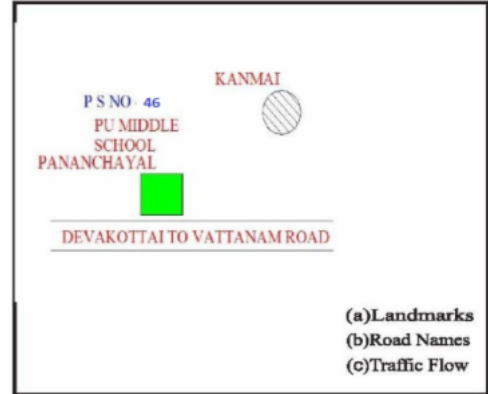 KANMAI
P S NO - 46
PU MIDDLE
SCHOOL
PANANCHAYAL
DEVAKOTTAI TO VATTANAM ROAD
(a)Landmarks
(b)Road Names
(c)Traffic Flow